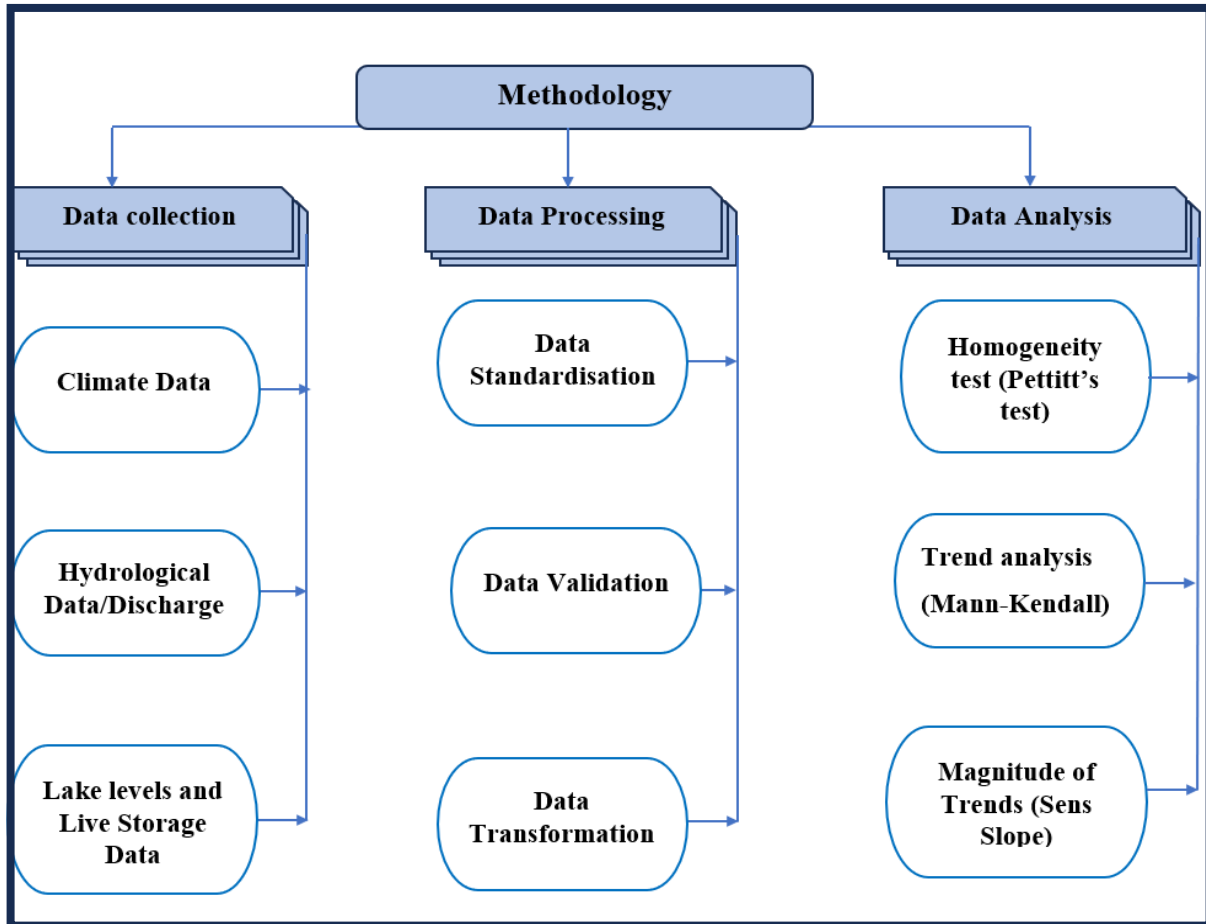 Methodology
Data collection
Data Processing
Data Analysis
Climate Data
Hydrological
Data/Discharge
Lake levels and
Live Storage
Data
Data
Standardisation
Data Validation
Data
Transformation
Homogeneity
test (Pettitt’s
test)
Trend analysis
(Mann-Kendall)
Magnitude of
Trends (Sens
Slope)